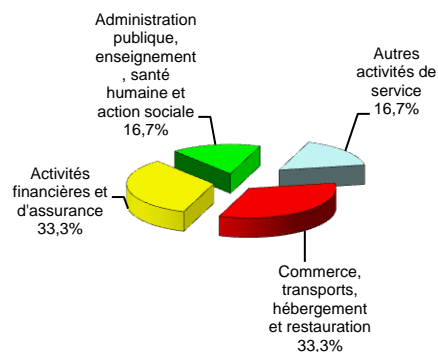 Administration
publique,
enseignement
, santé
humaine et
action sociale
16,7%
Autres
activités de
service
16,7%
Activités
financières et
d'assurance
33,3%
Commerce,
transports,
hébergement
et restauration
33,3%